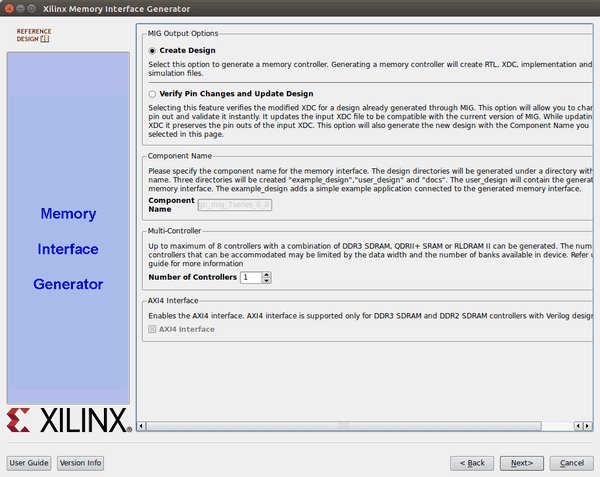 Xilinx Memory Interface Generator
REFERENCE
DESIGN
Memory
Interface
Generator
XILINX
MIG Output Options
Create Design
Select this option to generate a memory controller. Generating a memory controller will create RTL, XDC, implementation and
simulation files.
Verify Pin Changes and Update Design
Selecting this feature verifies the modified XDC for a design already generated through MIG. This option will allow you to
pin out and validate it instantly. It updates the input XDC file to be compatible with the current version of MIG. While
XDC it preserves the pin outs of the input XDC. This option will also generate the new design with the Component Name you
selected in this page.
Component Name
Please specify the component name for the memory interface. The design directories will be generated under a directory
name. Three directories will be created "example_design","user_design" and "docs". The user_design will contain the
memory interface. The example_design adds a simple example application connected to the generated memory interface.
Component
Name
gn_mig_7series_0_0
Multi-Controller
Up to maximum of 8 controllers with a combination of DDR3 SDRAM, QDRII+ SRAM or RLDRAM II can be generated. The
controllers that can be accommodated may be limited by the data width and the number of banks available in device. Refer
guide for more information
Number of Controllers 1
AXI4 Interface
Enables the AXI4 interface. AXI4 interface is supported only for DDR3 SDRAM and DDR2 SDRAM controllers with Verilog
AXI4 Interface
User Guide Version Info < Back Next> Cancel